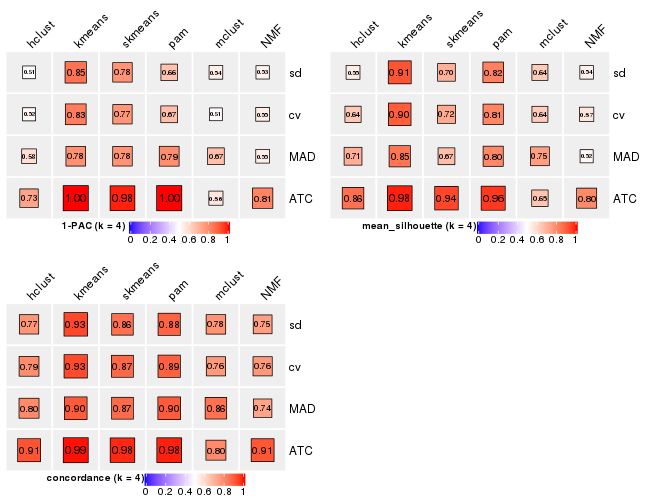 hclust kmeans skmeans pam mclust NMF
0.51 0.85 0.78 0.66 0.54 0.53 sd
0.52 0.83 0.77 0.67 0.51 0.55 cv
0.58 0.78 0.78 0.79 0.67 0.55 MAD
0.73 1.00 0.98 1.00 0.56 0.81 ATC
1-PAC (k = 4)
0 0.2 0.4 0.6 0.8 1
hclust kmeans skmeans pam mclust NMF
0.91 0.70 0.82 0.64 0.54 sd
0.64 0.90 0.72 0.81 0.64 0.57 cv
0.71 0.85 0.67 0.80 0.75 0.52 MAD
0.86 0.98 0.94 0.96 0.80 ATC
mean_silhouette (k = 4)
0 0.2 0.4 0.6 0.8 1
hclust kmeans skmeans pam mclust NMF
0.77 0.93 0.86 0.88 0.78 0.75 sd
0.79 0.93 0.87 0.89 0.76 0.76 cv
0.80 0.90 0.87 0.90 0.86 0.74 MAD
0.91 0.99 0.98 0.98 0.80 0.91 ATC
concordance (k = 4)
0 0.2 0.4 0.6 0.8 1